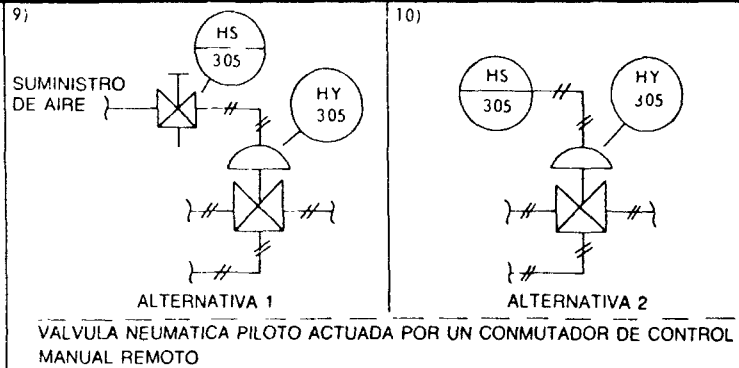 9)
HS
305
SUMINISTRO
DE AIRE
HY
305
ALTERNATIVA 1
10)
HS
305
HY
305
ALTERNATIVA 2
VALVULA NEUMATICA PILOTO ACTUADA POR UN CONMUTADOR DE CONTROL
MANUAL REMOTO